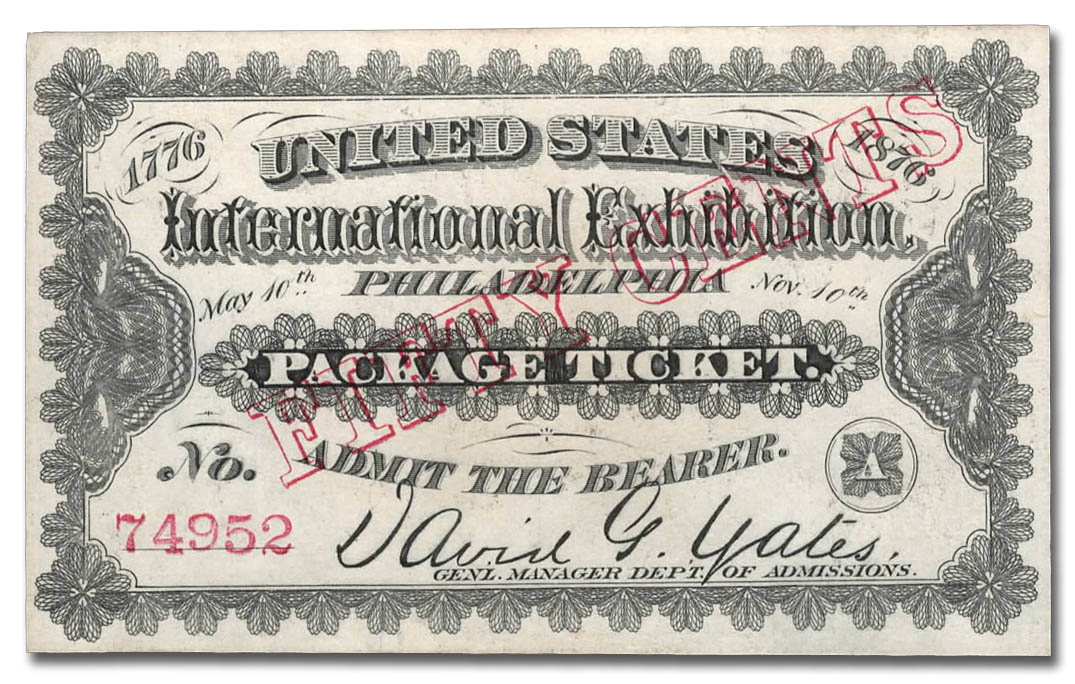 1776 UNITED STATES 1876
International Exhibition.
May 10th PHILADELPHIA Nov. 10th
FIFTY CENTS
PACKAGE TICKET.
No. ADMIT THE BEARER. A
74952 David G. Yates.
GENL. MANAGER DEPT. OF ADMISSIONS.